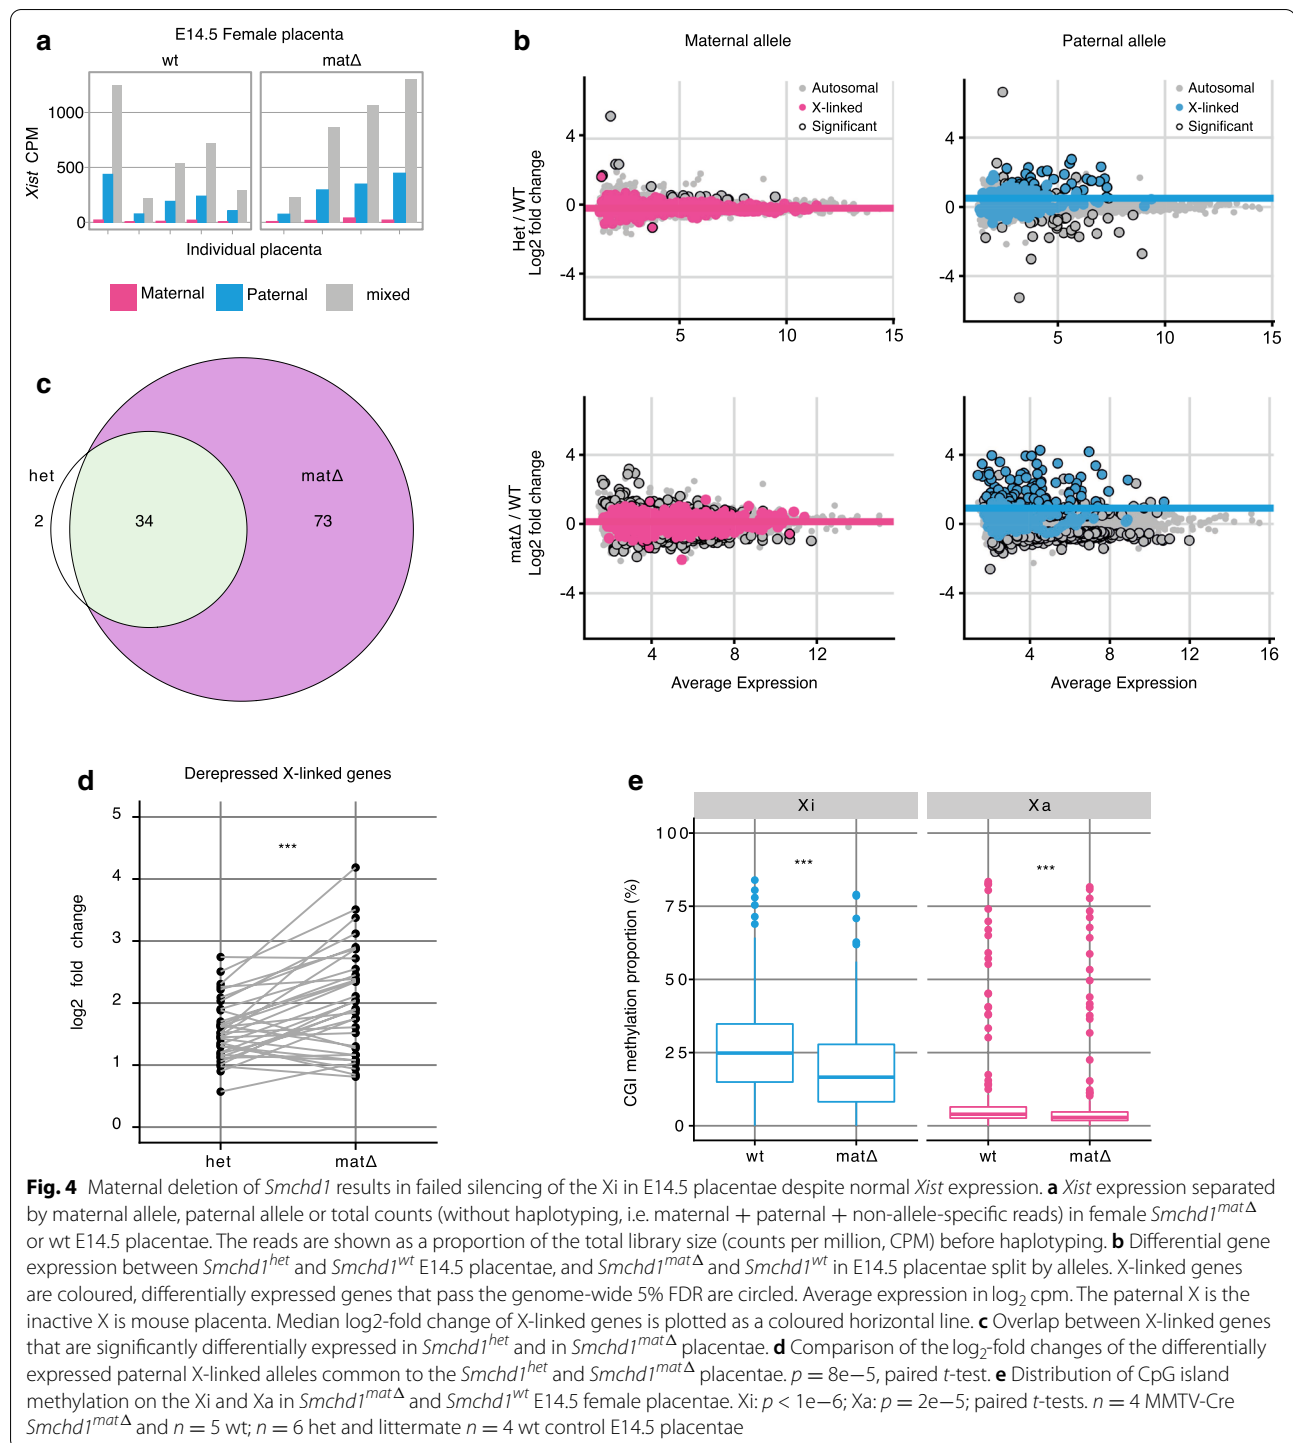 a
E14.5 Female placenta
wt
matΔ
Xist CPM
1000
500
0
Individual placenta
Maternal
Paternal
mixed
b
Maternal allele
Paternal allele
Het / WT
Log2 fold change
4
0
-4
Autosomal
X-linked
Significant
5
10
15
4
0
-4
Autosomal
X-linked
Significant
5
10
15
matΔ / WT
Log2 fold change
4
0
-4
4
8
12
Average Expression
4
0
-4
4
8
12
16
Average Expression
c
het
matΔ
2
34
73
d
Derepressed X-linked genes
log2 fold change
5
4
3
2
1
0
***
het
matΔ
e
Xi
Xa
CGI methylation proportion (%)
100
75
50
25
0
***
***
wt
matΔ
wt
matΔ
Fig. 4 Maternal deletion of Smchd1 results in failed silencing of the Xi in E14.5 placentae despite normal Xist expression. a Xist expression separated
by maternal allele, paternal allele or total counts (without haplotyping, i.e. maternal + paternal + non-allele-specific reads) in female Smchd1matΔ
or wt E14.5 placentae. The reads are shown as a proportion of the total library size (counts per million, CPM) before haplotyping. b Differential gene
expression between Smchd1het and Smchd1wt E14.5 placentae, and Smchd1matΔ and Smchd1wt in E14.5 placentae split by alleles. X-linked genes
are coloured, differentially expressed genes that pass the genome-wide 5% FDR are circled. Average expression in log2 cpm. The paternal X is the
inactive X is mouse placenta. Median log2-fold change of X-linked genes is plotted as a coloured horizontal line. c Overlap between X-linked genes
that are significantly differentially expressed in Smchd1het and in Smchd1matΔ placentae. d Comparison of the log2-fold changes of the differentially
expressed paternal X-linked alleles common to the Smchd1het and Smchd1matΔ placentae. p = 8e−5, paired t-test. e Distribution of CpG island
methylation on the Xi and Xa in Smchd1matΔ and Smchd1wt E14.5 female placentae. Xi: p < 1e−6; Xa: p = 2e−5; paired t-tests. n = 4 MMTV-Cre
Smchd1matΔ and n = 5 wt; n = 6 het and littermate n = 4 wt control E14.5 placentae